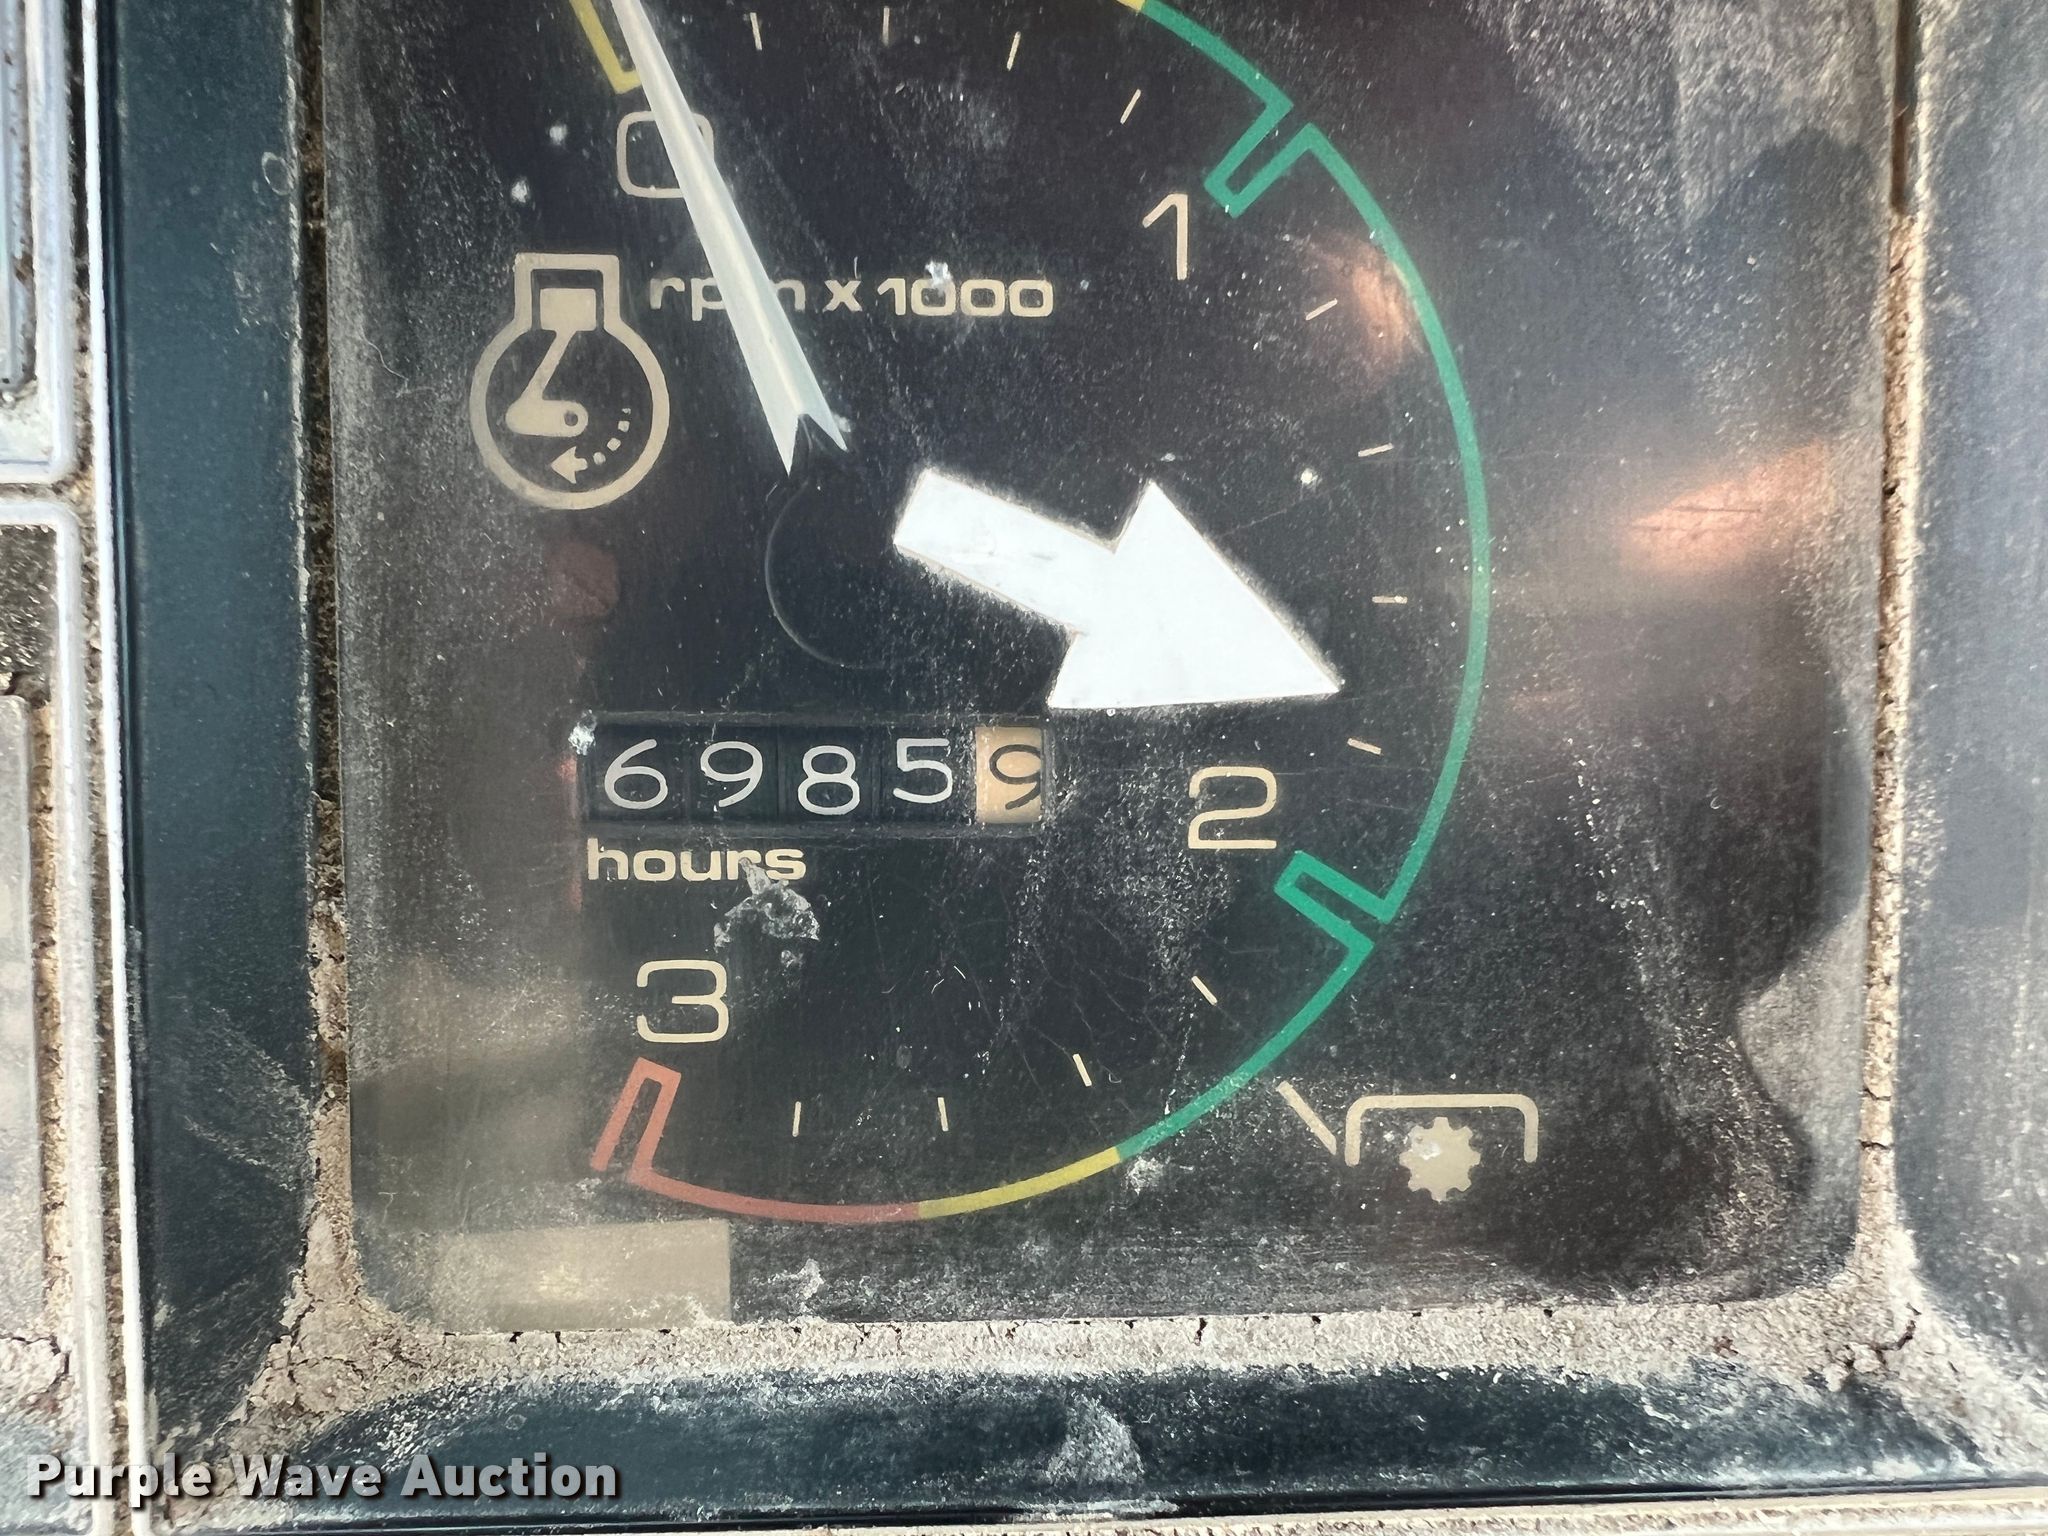 0
1
rpm x 1000
69859
hours
2
3
Purple Wave Auction